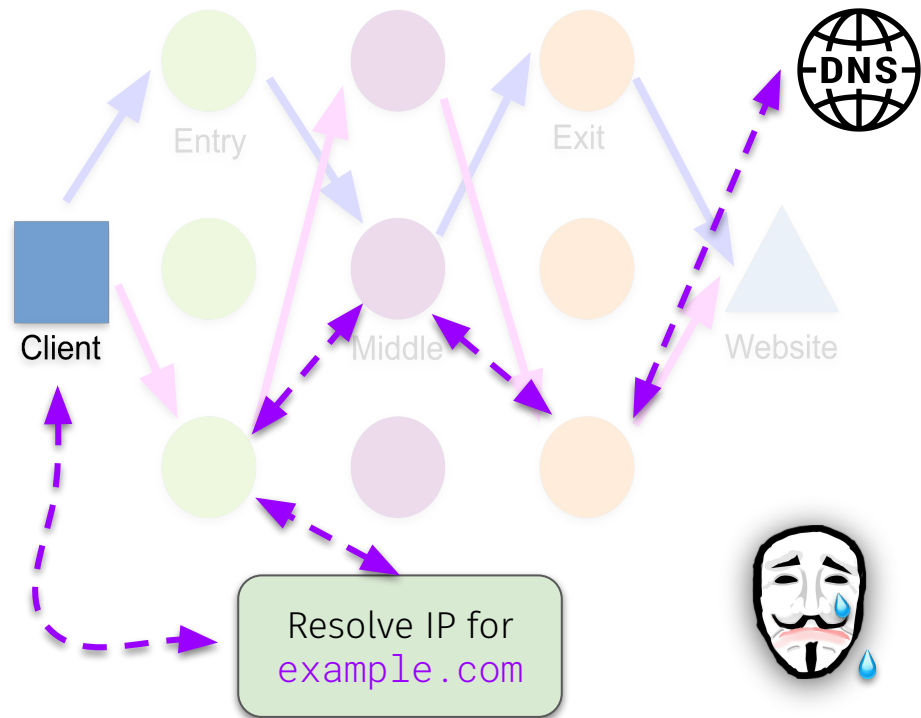 DNS
Entry
Exit
Client
Middle
Website
Resolve IP for
example.com